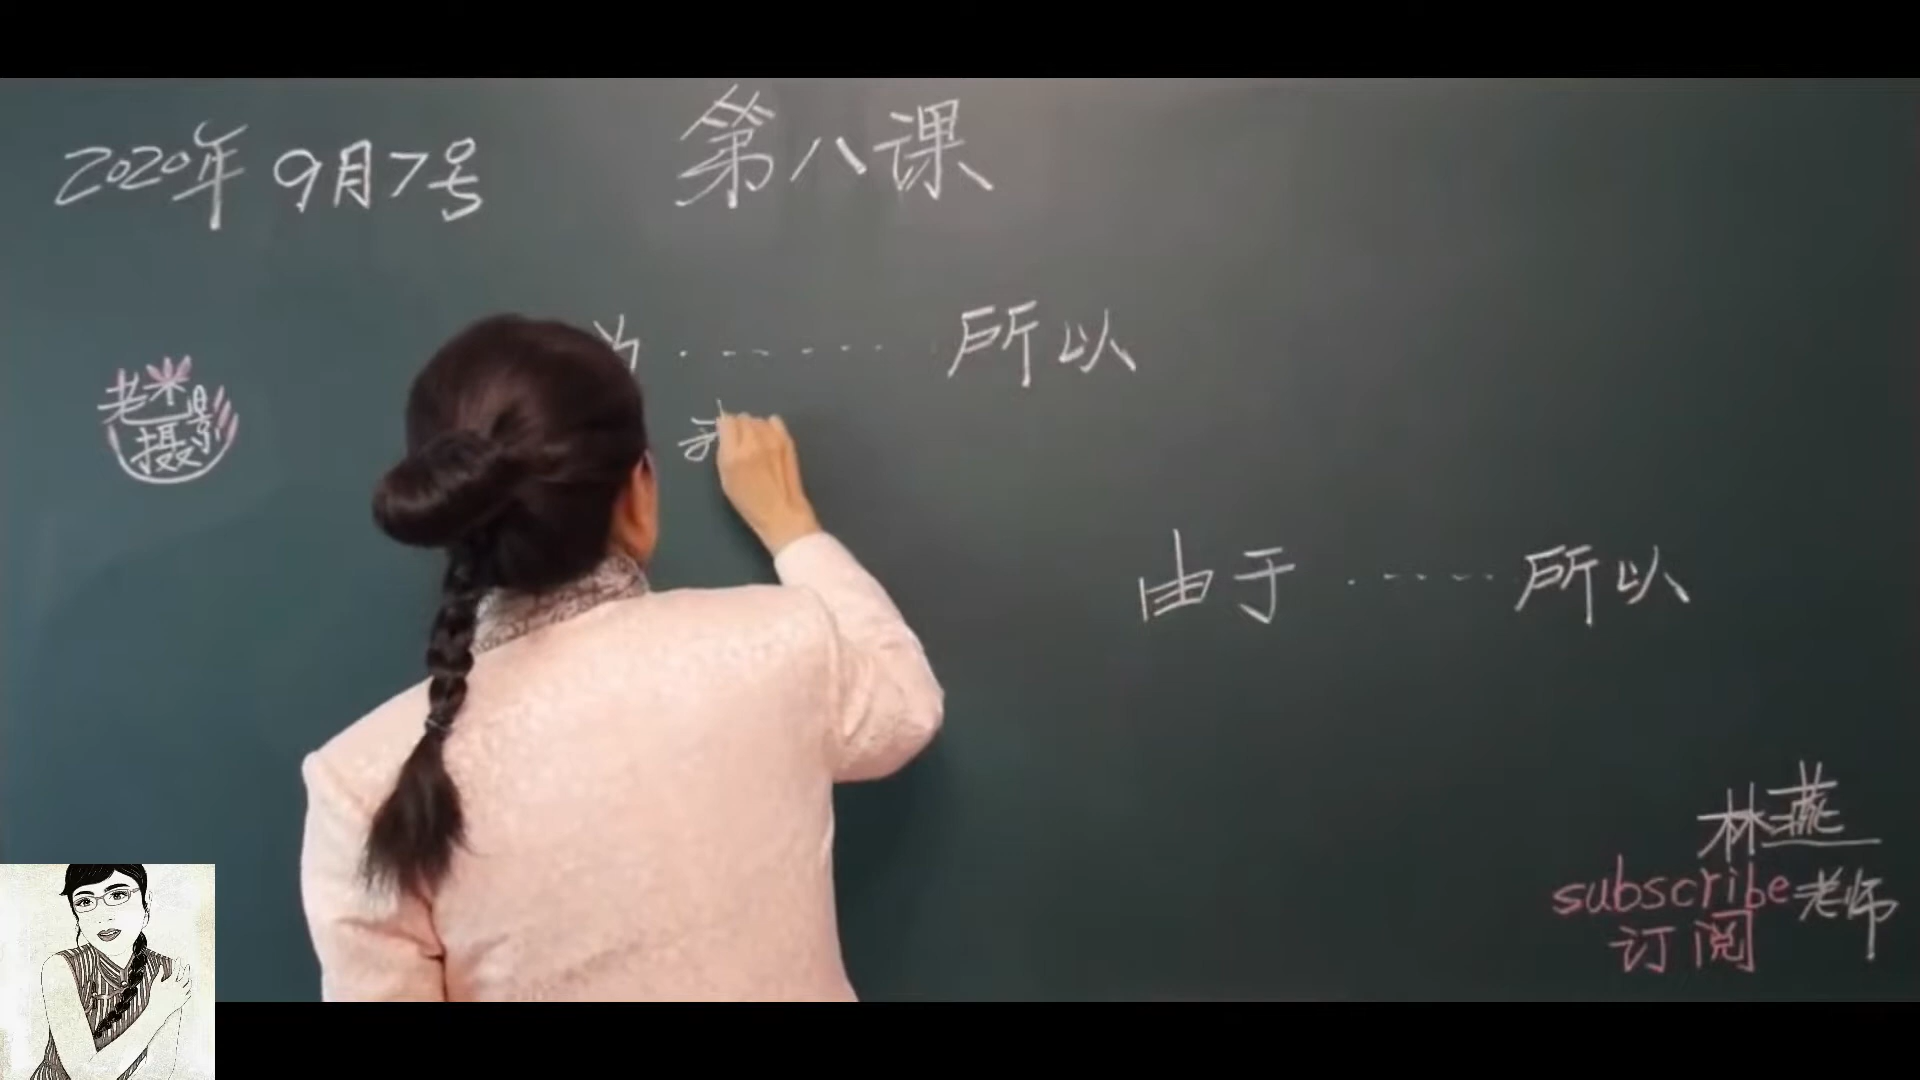 2020年 9月7号
第八课
为 ······· 所以
老米
摄影
由于 ······ 所以
林燕
subscribe 老师
订阅